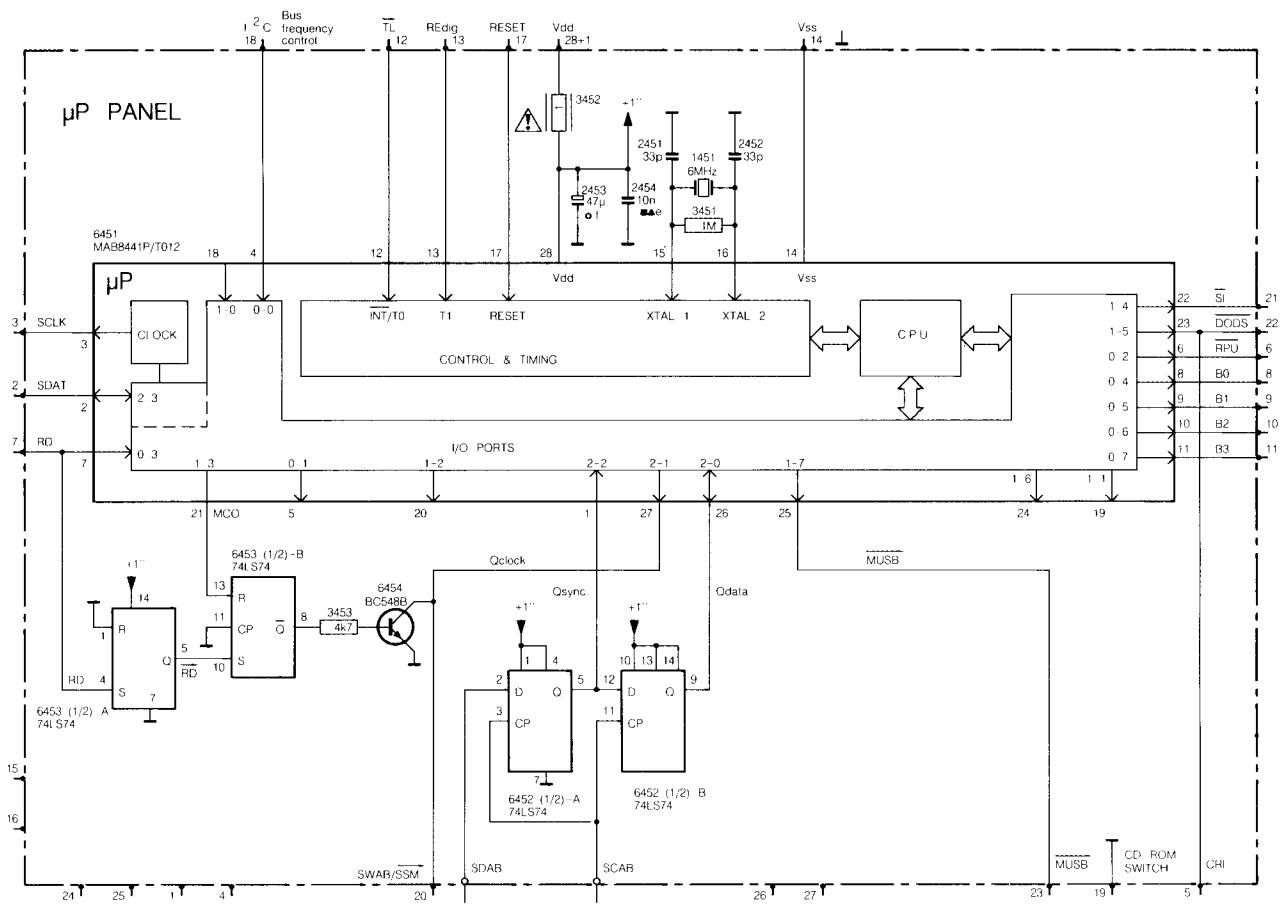 I²C
Bus
frequency
control
18
TL
12
REdig
13
RESET
17
Vdd
28+1
Vss
14
µP PANEL
3452
+1"
2453
47µ
2454
10n
2451
33p
2452
33p
1451
6MHz
3451
1M
6451
MAB8441P/T012
18 4 12 13 17 28 15 16 14
µP
Vdd
Vss
1-0 0-0
INT/T0 T1 RESET XTAL 1 XTAL 2
CONTROL & TIMING
CLOCK
CPU
3 SCLK
3
2 SDAT
2
2 3
7 RD
7
0 3
I/O PORTS
1 4 22 SI 21
1-5 23 DODS 22
0 2 6 RPU 6
0 4 8 B0 8
0 5 9 B1 9
0-6 10 B2 10
0 7 11 B3 11
1 3 0 1 1-2 2-2 2-1 2-0 1-7 1 6 1 1
21 MCO 5 20 1 27 26 25 24 19
6453 (1/2)-B
74LS74
13 R
11 CP
Q 8
10 S
3453
4k7
6454
BC548B
+1"
14
R
1
Q 5
RD
RD 4
S
7
6453 (1/2) A
74LS74
Qclock
Qsync.
Qdata
MUSB
+1"
1 4
2 D Q 5
3 CP
7
6452 (1/2)-A
74LS74
+1"
10 13 14
12 D Q 9
11 CP
6452 (1/2) B
74LS74
15
16
SWAB/SSM
SDAB
SCAB
MUSB
CD ROM
SWITCH
CRI
24 25 1 4 20 26 27 23 19 5